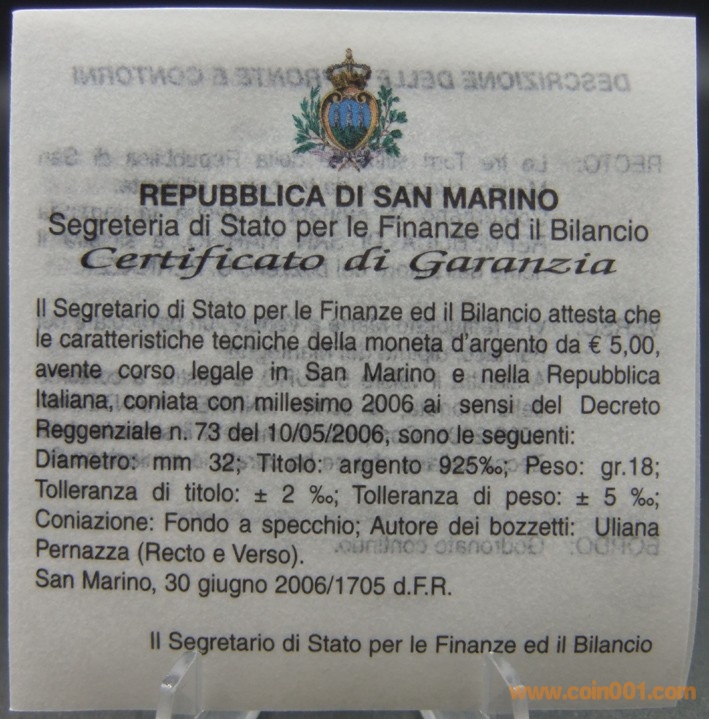 REPUBBLICA DI SAN MARINO
Segreteria di Stato per le Finanze ed il Bilancio
Certificato di Garanzia
Il Segretario di Stato per le Finanze ed il Bilancio attesta che
le caratteristiche tecniche della moneta d'argento da € 5,00,
avente corso legale in San Marino e nella Repubblica
Italiana, coniata con millesimo 2006 ai sensi del Decreto
Reggenziale n. 73 del 10/05/2006, sono le seguenti:
Diametro: mm 32; Titolo: argento 925‰; Peso: gr.18;
Tolleranza di titolo: ± 2 ‰; Tolleranza di peso: ± 5 ‰;
Coniazione: Fondo a specchio; Autore dei bozzetti: Uliana
Pernazza (Recto e Verso).
San Marino, 30 giugno 2006/1705 d.F.R.
Il Segretario di Stato per le Finanze ed il Bilancio
www.coin001.com